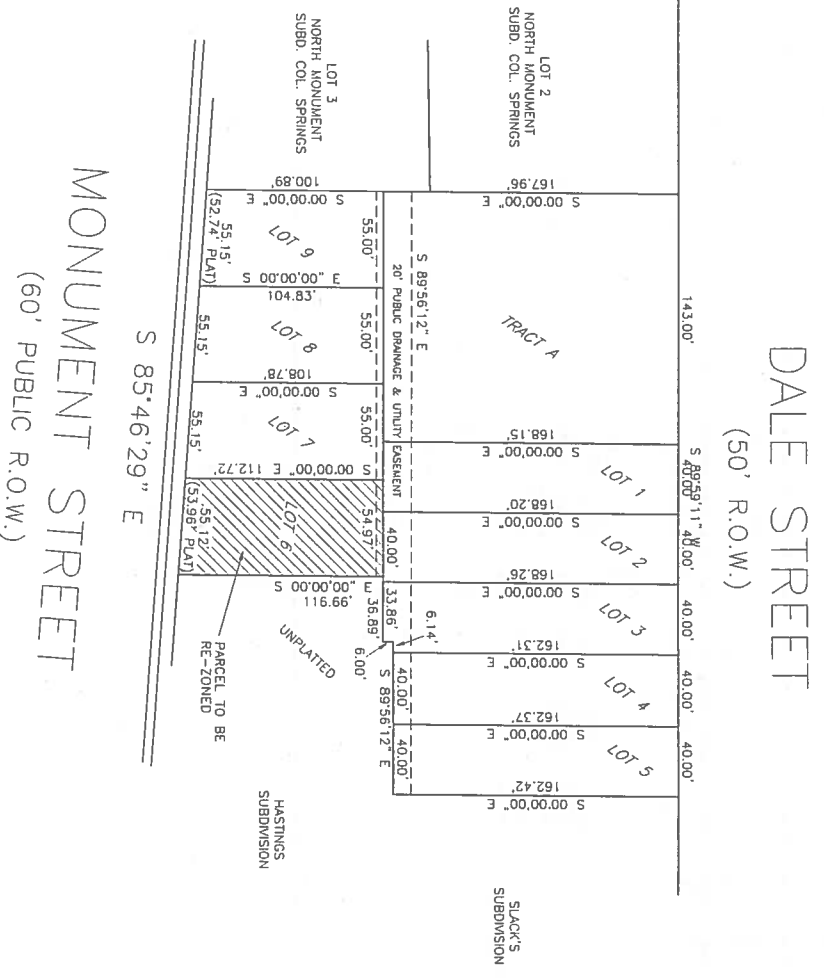 DALE STREET
(50' R.O.W.)
S 89°59'11" W
143.00'
40.00'
40.00'
40.00'
40.00'
40.00'
LOT 2
NORTH MONUMENT
SUBD. COL. SPRINGS
167.96'
S 00°00'00" E
TRACT A
168.15'
S 00°00'00" E
LOT 1
168.20'
S 00°00'00" E
LOT 2
168.26'
S 00°00'00" E
LOT 3
162.31'
S 00°00'00" E
LOT 4
162.37'
S 00°00'00" E
LOT 5
162.42'
S 00°00'00" E
SLACK'S
SUBDIVISION
S 89°56'12" E
20' PUBLIC DRAINAGE & UTILITY EASEMENT
40.00'
33.86'
6.14'
6.00'
36.89'
40.00'
40.00'
S 89°56'12" E
LOT 3
NORTH MONUMENT
SUBD. COL. SPRINGS
100.89'
S 00°00'00" E
55.00'
LOT 9
55.15'
(52.74' PLAT)
S 00°00'00" E
104.83'
55.00'
LOT 8
55.15'
108.78'
S 00°00'00" E
55.00'
LOT 7
55.15'
S 00°00'00" E 112.72'
54.97'
LOT 6
55.12'
(53.96' PLAT)
S 00°00'00" E
116.66'
UNPLATTED
PARCEL TO BE
RE-ZONED
HASTINGS
SUBDIVISION
S 85°46'29" E
MONUMENT STREET
(60' PUBLIC R.O.W.)